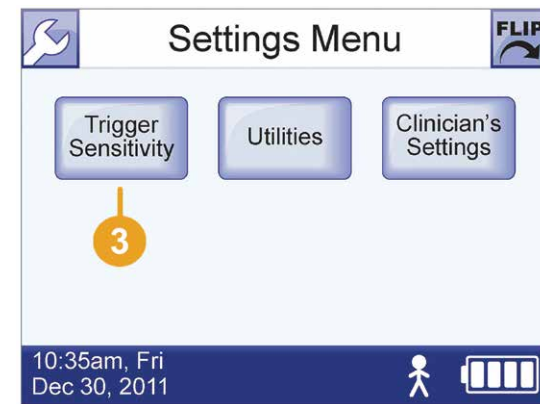 Settings Menu
FLIP
Trigger
Sensitivity
Utilities
Clinician's
Settings
3
10:35am, Fri
Dec 30, 2011